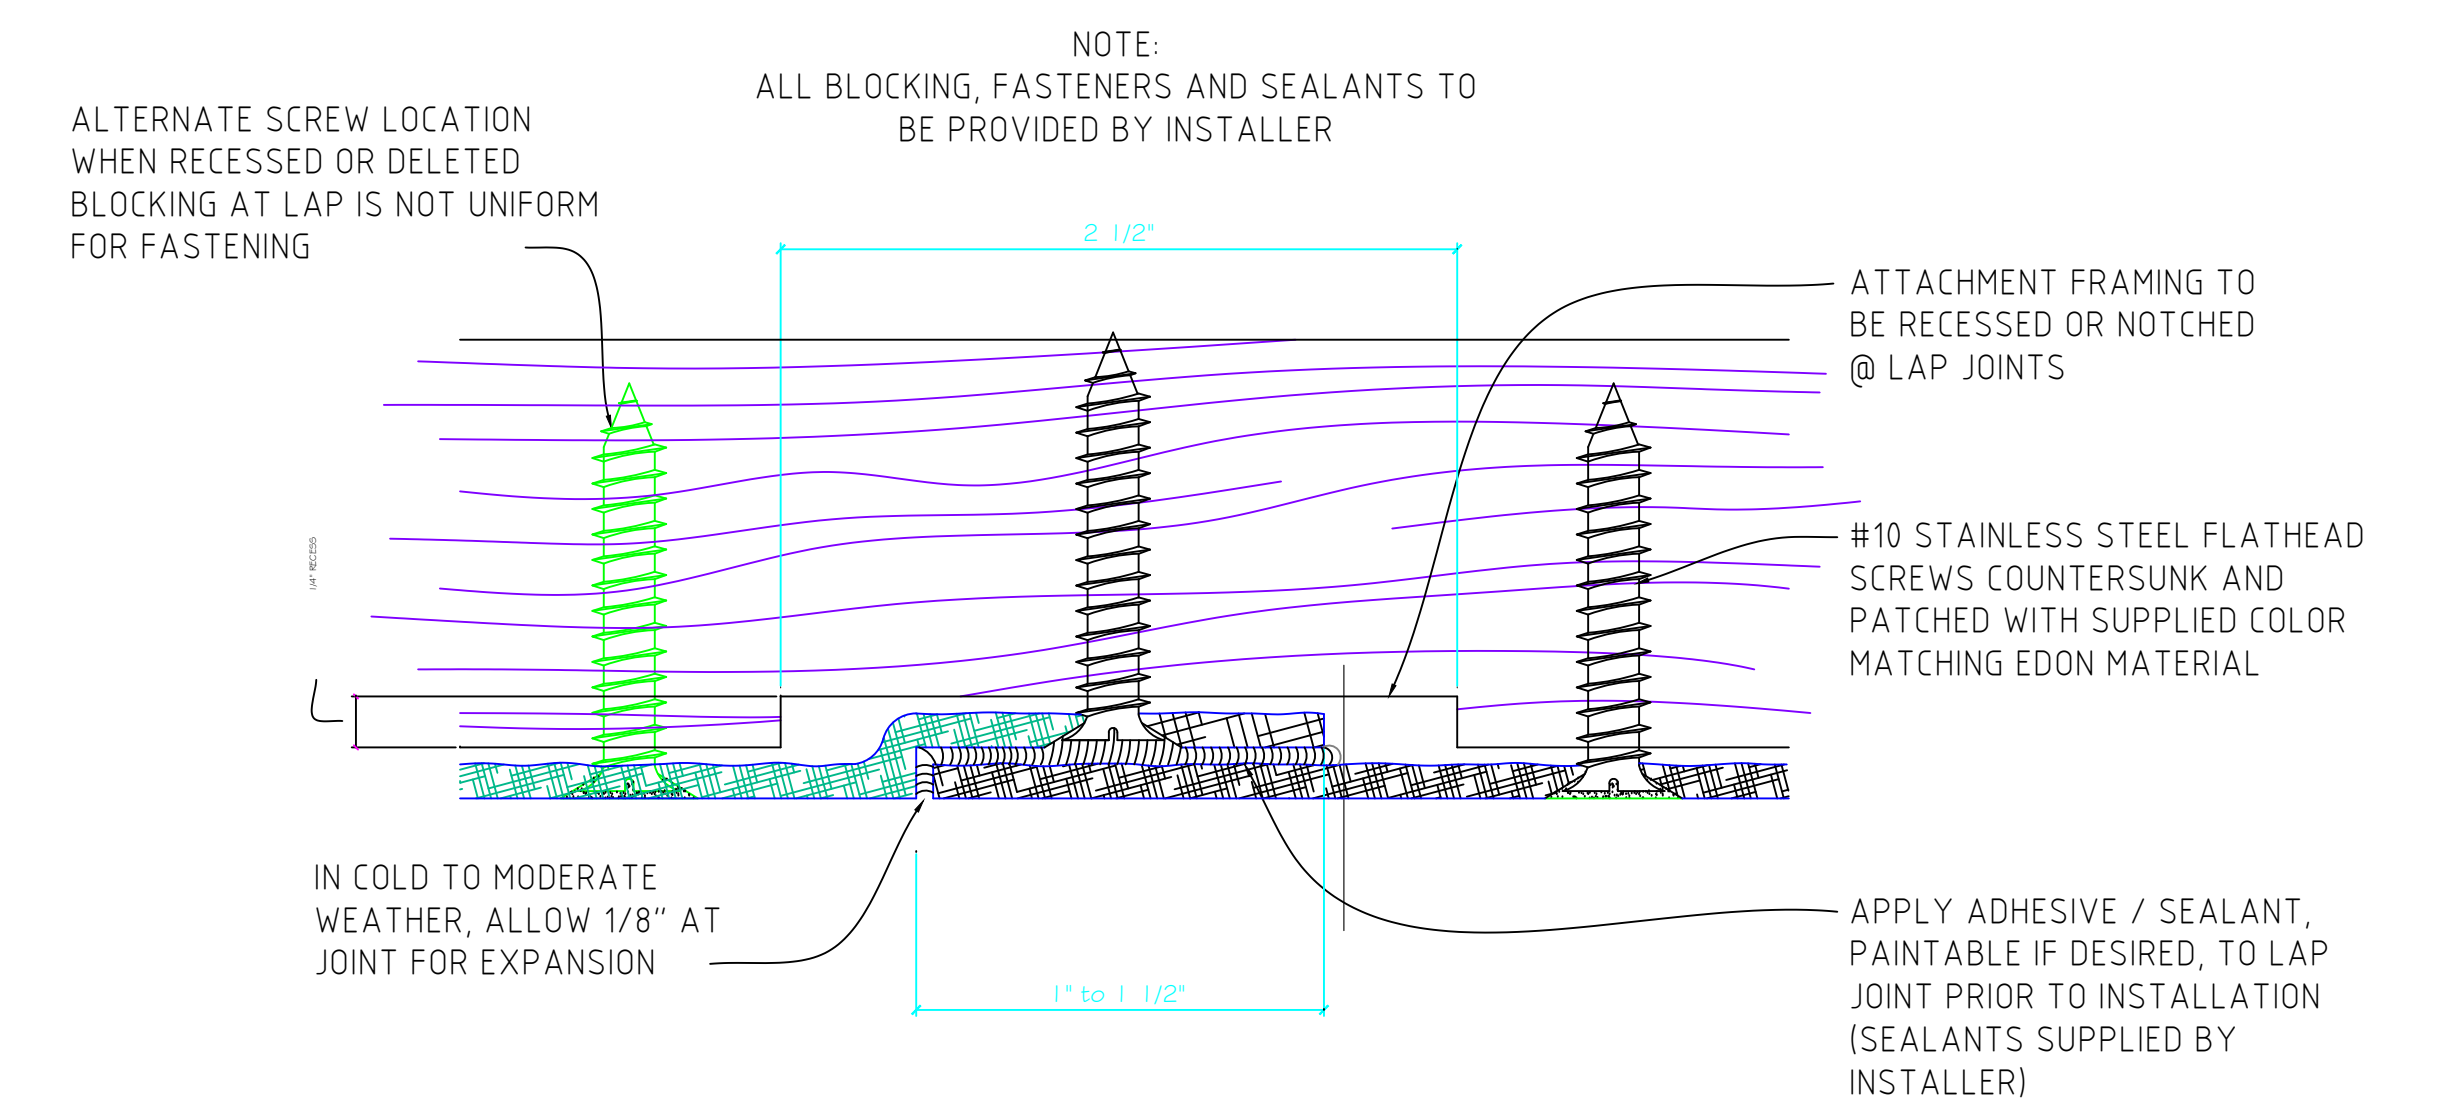 NOTE:
ALL BLOCKING, FASTENERS AND SEALANTS TO
BE PROVIDED BY INSTALLER
ALTERNATE SCREW LOCATION
WHEN RECESSED OR DELETED
BLOCKING AT LAP IS NOT UNIFORM
FOR FASTENING
2 1/2"
ATTACHMENT FRAMING TO
BE RECESSED OR NOTCHED
@ LAP JOINTS
#10 STAINLESS STEEL FLATHEAD
SCREWS COUNTERSUNK AND
PATCHED WITH SUPPLIED COLOR
MATCHING EDON MATERIAL
1/4" RECESS
IN COLD TO MODERATE
WEATHER, ALLOW 1/8" AT
JOINT FOR EXPANSION
1" to 1 1/2"
APPLY ADHESIVE / SEALANT,
PAINTABLE IF DESIRED, TO LAP
JOINT PRIOR TO INSTALLATION
(SEALANTS SUPPLIED BY
INSTALLER)